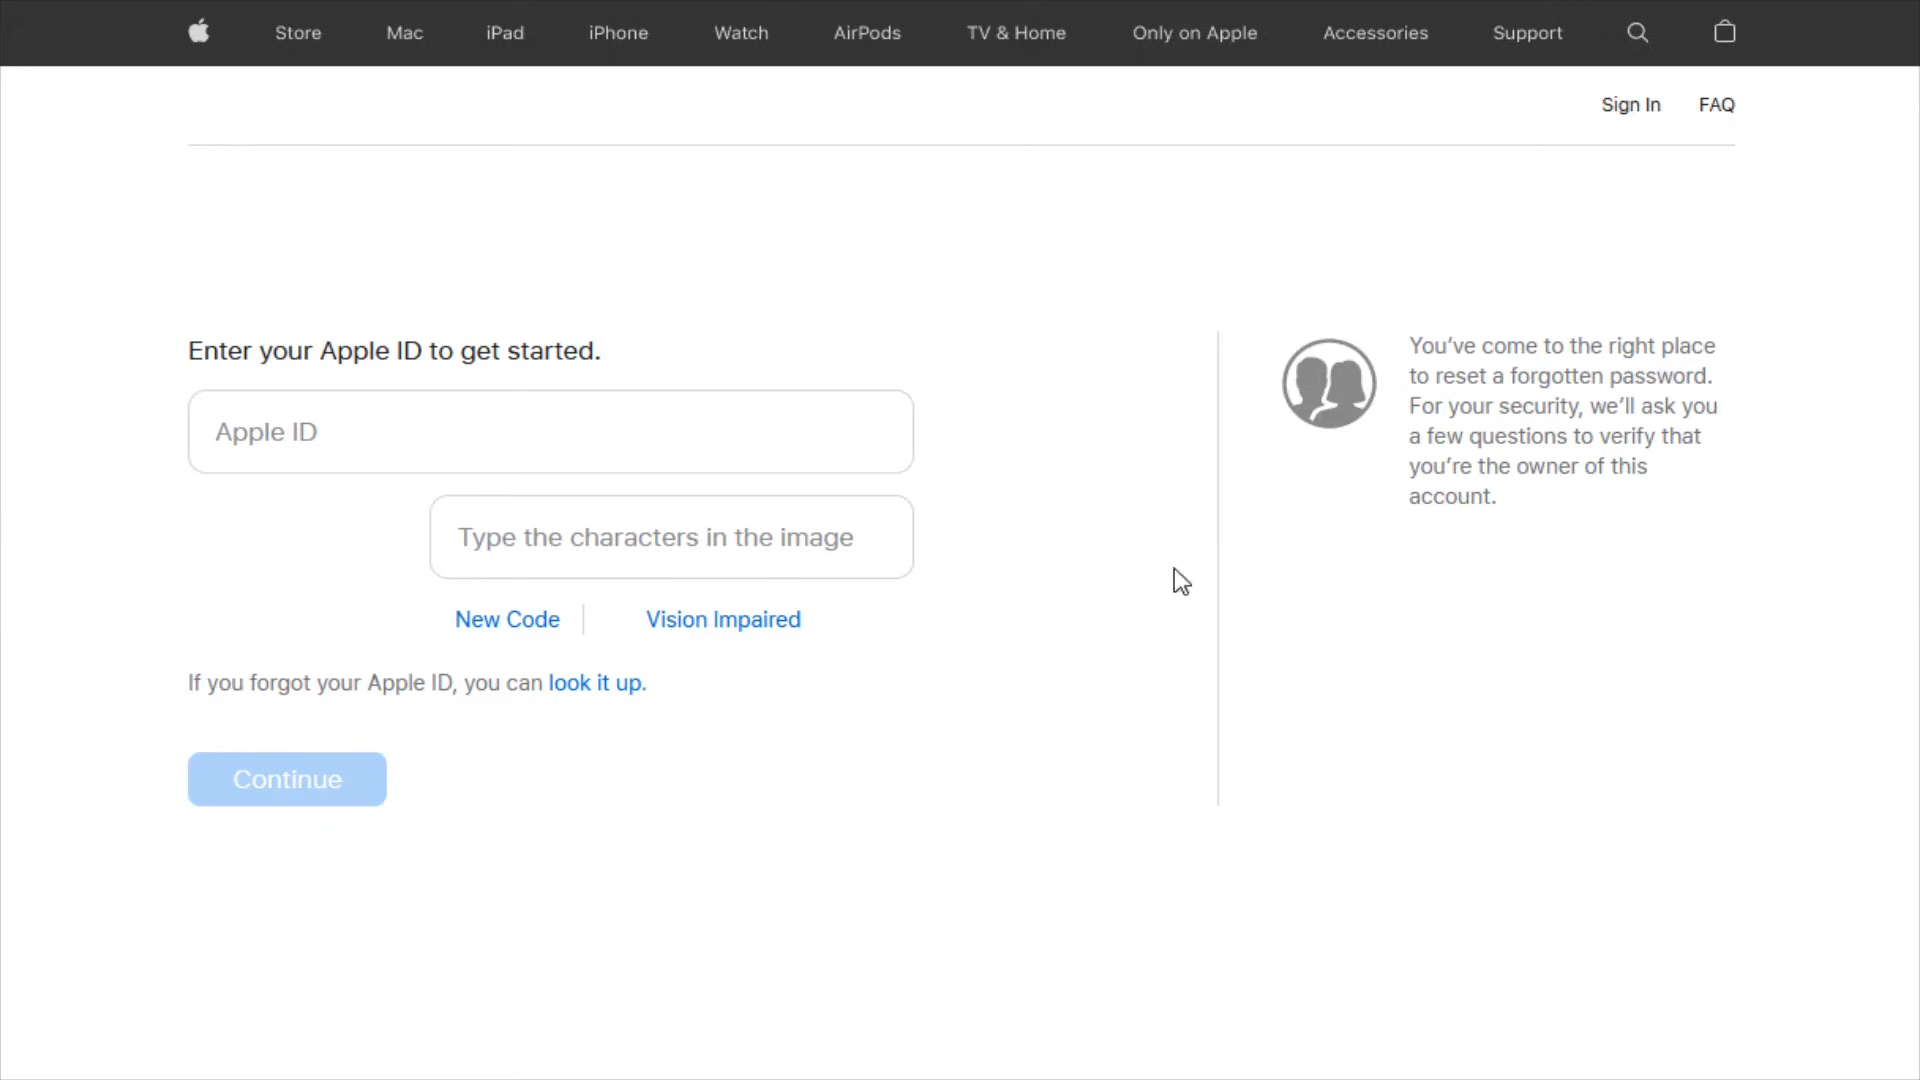 Store Mac iPad iPhone Watch AirPods TV & Home Only on Apple Accessories Support
Sign In FAQ
Enter your Apple ID to get started.
Apple ID
Type the characters in the image
New Code Vision Impaired
If you forgot your Apple ID, you can look it up.
Continue
You’ve come to the right place
to reset a forgotten password.
For your security, we’ll ask you
a few questions to verify that
you’re the owner of this
account.